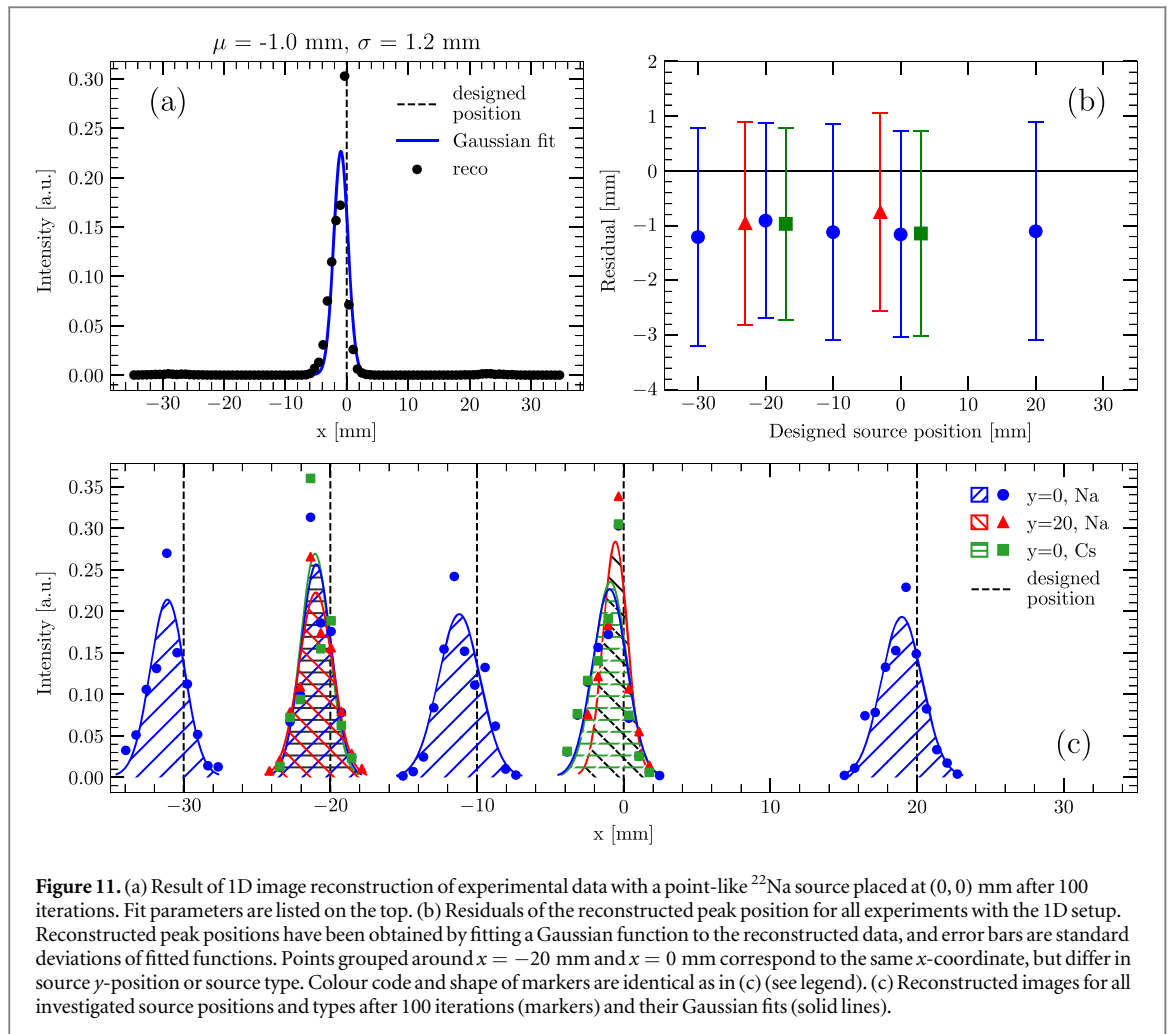 μ = -1.0 mm, σ = 1.2 mm
(a)
designed
position
Gaussian fit
reco
0.30
0.25
0.20
0.15
0.10
0.05
0.00
Intensity [a.u.]
−30 −20 −10 0 10 20 30
x [mm]
(b)
2
1
0
−1
−2
−3
−4
Residual [mm]
−30 −20 −10 0 10 20 30
Designed source position [mm]
0.35
0.30
0.25
0.20
0.15
0.10
0.05
0.00
Intensity [a.u.]
y=0, Na
y=20, Na
y=0, Cs
designed
position
(c)
−30 −20 −10 0 10 20 30
x [mm]
Figure 11. (a) Result of 1D image reconstruction of experimental data with a point-like ²²Na source placed at (0, 0) mm after 100
iterations. Fit parameters are listed on the top. (b) Residuals of the reconstructed peak position for all experiments with the 1D setup.
Reconstructed peak positions have been obtained by fitting a Gaussian function to the reconstructed data, and error bars are standard
deviations of fitted functions. Points grouped around x = −20 mm and x = 0 mm correspond to the same x-coordinate, but differ in
source y-position or source type. Colour code and shape of markers are identical as in (c) (see legend). (c) Reconstructed images for all
investigated source positions and types after 100 iterations (markers) and their Gaussian fits (solid lines).